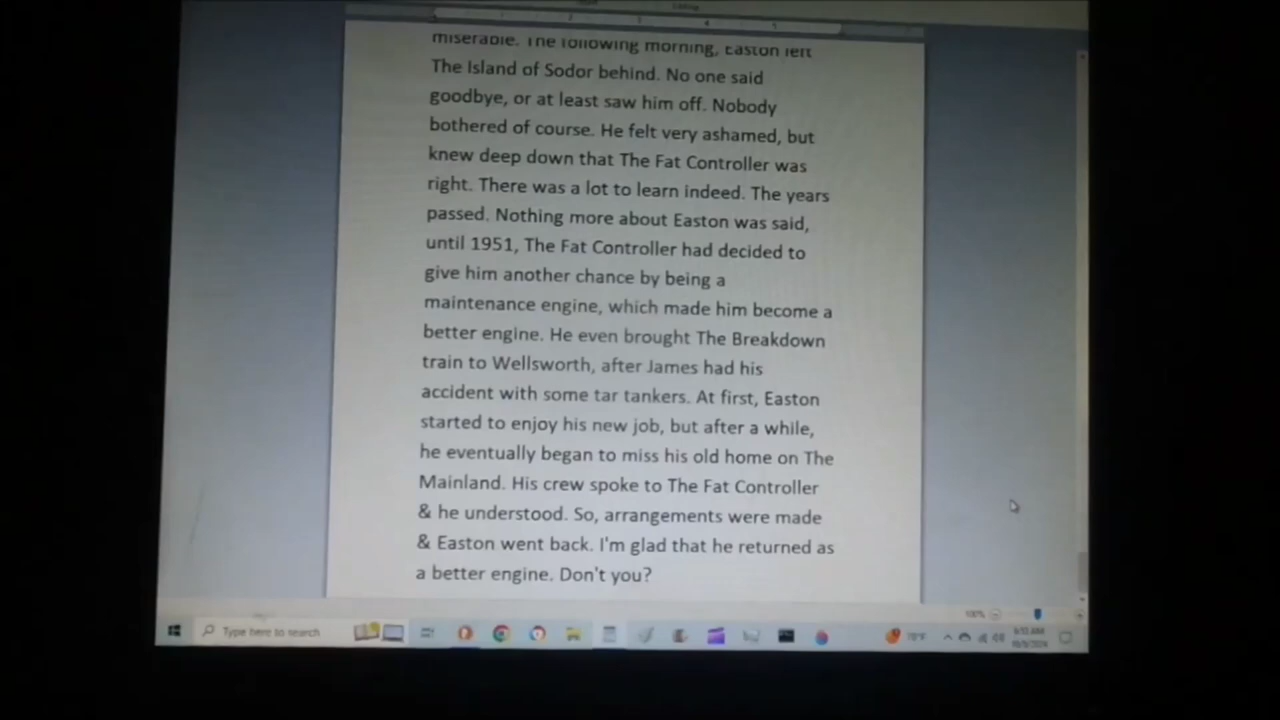 miserable. The following morning, Easton left
The Island of Sodor behind. No one said
goodbye, or at least saw him off. Nobody
bothered of course. He felt very ashamed, but
knew deep down that The Fat Controller was
right. There was a lot to learn indeed. The years
passed. Nothing more about Easton was said,
until 1951, The Fat Controller had decided to
give him another chance by being a
maintenance engine, which made him become a
better engine. He even brought The Breakdown
train to Wellsworth, after James had his
accident with some tar tankers. At first, Easton
started to enjoy his new job, but after a while,
he eventually began to miss his old home on The
Mainland. His crew spoke to The Fat Controller
& he understood. So, arrangements were made
& Easton went back. I'm glad that he returned as
a better engine. Don't you?
100%
Type here to search